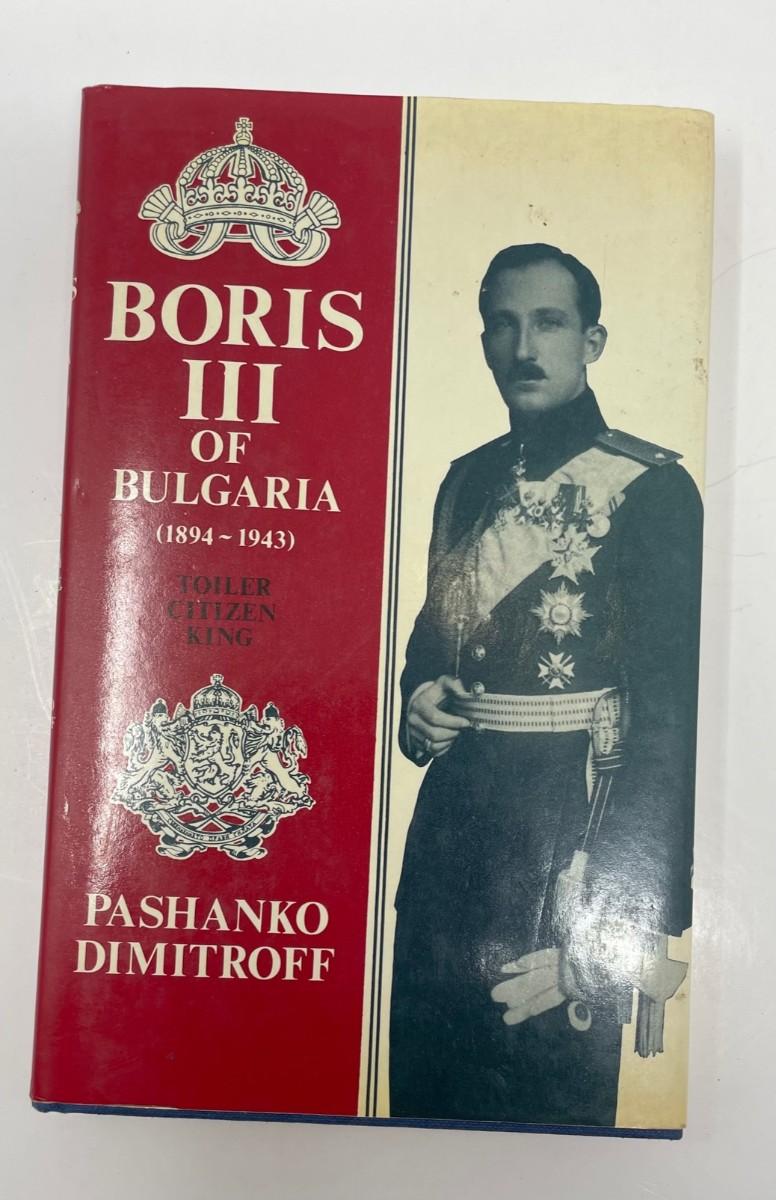 BORIS
III
OF
BULGARIA
(1894~1943)
TOILER
CITIZEN
KING
PASHANKO
DIMITROFF